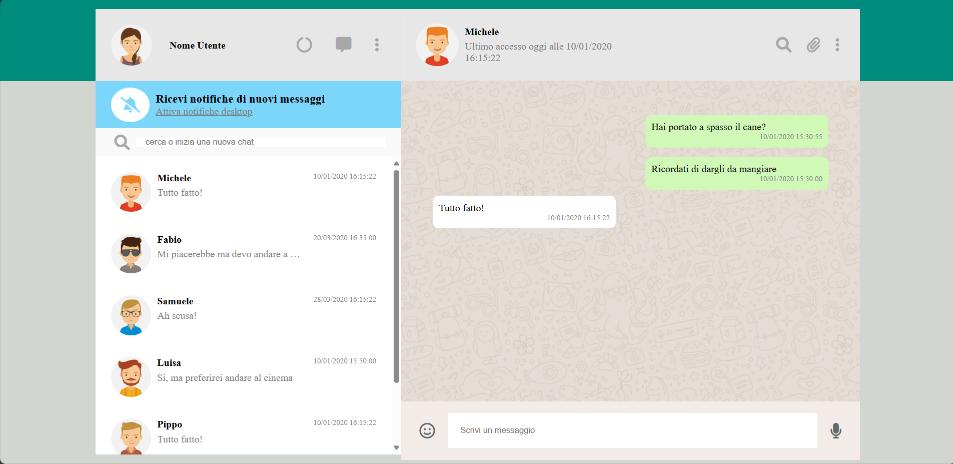 Nome Utente
Michele
Ultimo accesso oggi alle 10/01/2020
16:15:22
Ricevi notifiche di nuovi messaggi
Attiva notifiche desktop
cerca o inizia una nuova chat
Michele
10/01/2020 16:15:22
Tutto fatto!
Fabio
20/03/2020 16:35:00
Mi piacerebbe ma devo andare a …
Samuele
28/03/2020 16:15:22
Ah scusa!
Luisa
10/01/2020 15:50:00
Si, ma preferirei andare al cinema
Pippo
10/01/2020 16:15:22
Tutto fatto!
Hai portato a spasso il cane?
10/01/2020 15:30:55
Ricordati di dargli da mangiare
10/01/2020 15:50:00
Tutto fatto!
10/01/2020 16:15:22
Scrivi un messaggio